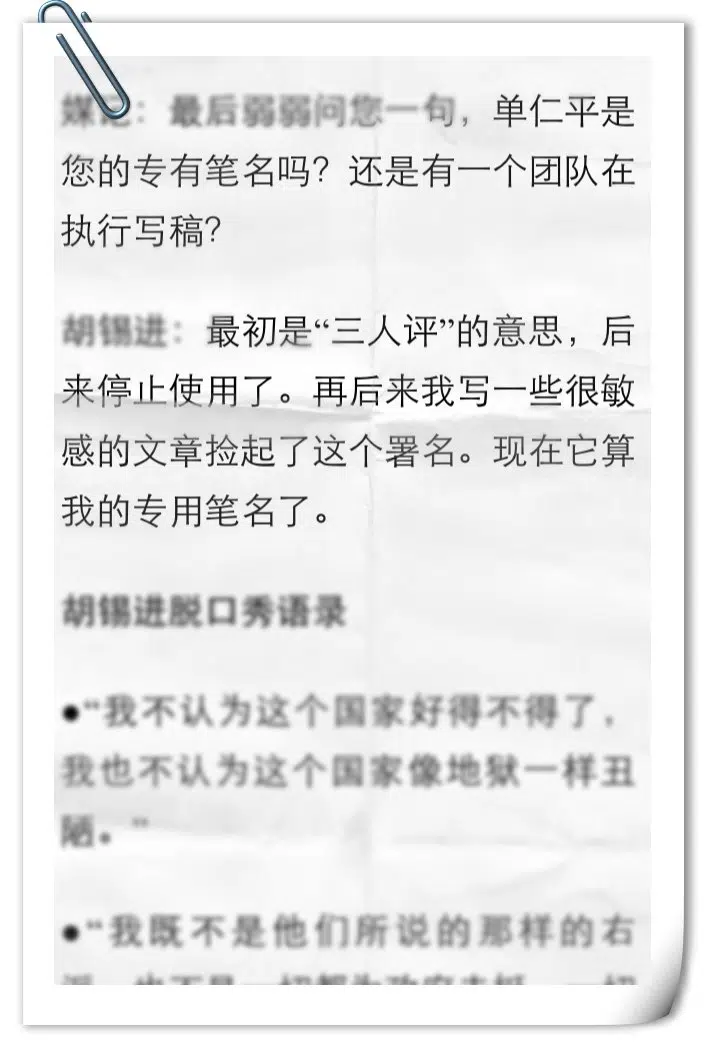 媒记：最后弱弱问您一句，单仁平是
您的专有笔名吗？还是有一个团队在
执行写稿？
胡锡进：最初是“三人评”的意思，后
来停止使用了。再后来我写一些很敏
感的文章捡起了这个署名。现在它算
我的专用笔名了。
胡锡进脱口秀语录
●“我不认为这个国家好得不得了，
我也不认为这个国家像地狱一样丑
陋。”
●“我既不是他们所说的那样的右